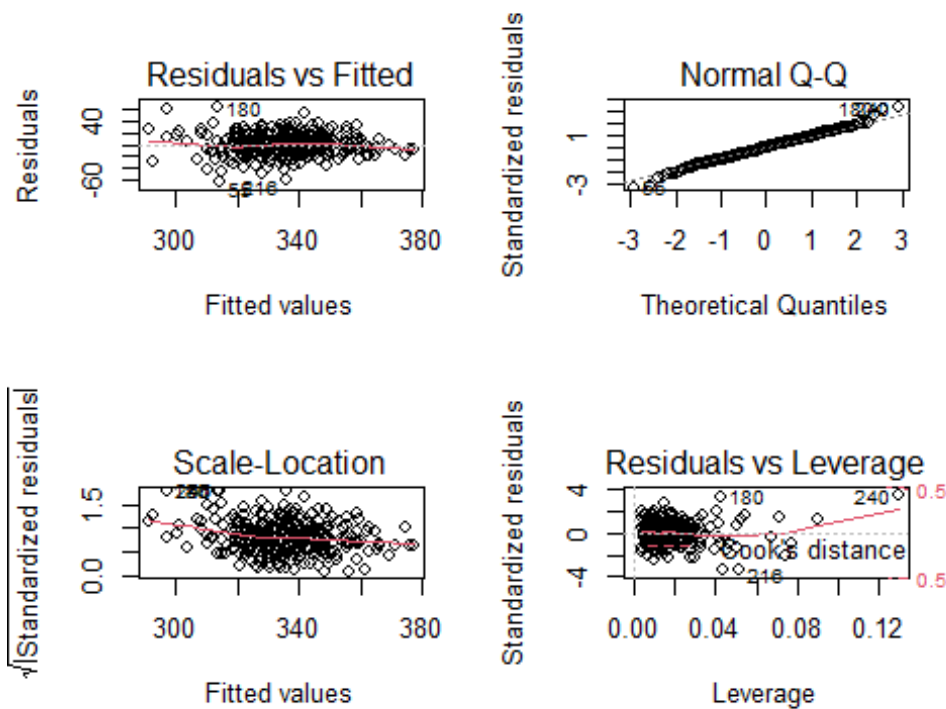 Residuals vs Fitted
Residuals
40
-60
180
216
300
340
380
Fitted values
Normal Q-Q
Standardized residuals
1
-3
-3
-2
-1
0
1
2
3
Theoretical Quantiles
Scale-Location
√|Standardized residuals|
1.5
0.0
300
340
380
Fitted values
Residuals vs Leverage
Standardized residuals
4
0
-4
180
240
216
Cook's distance
0.5
0.5
0.00
0.04
0.08
0.12
Leverage